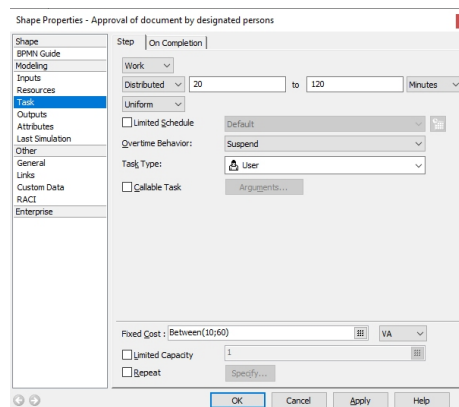 Shape Properties - Approval of document by designated persons
Shape
BPMN Guide
Modeling
Inputs
Resources
Task
Outputs
Attributes
Last Simulation
Other
General
Links
Custom Data
RACI
Enterprise
Step On Completion
Work
Distributed 20 to 120 Minutes
Uniform
Limited Schedule Default
Overtime Behavior: Suspend
Task Type: User
Callable Task Arguments...
Fixed Cost : Between(10;60) VA
Limited Capacity 1
Repeat Specify...
OK Cancel Apply Help